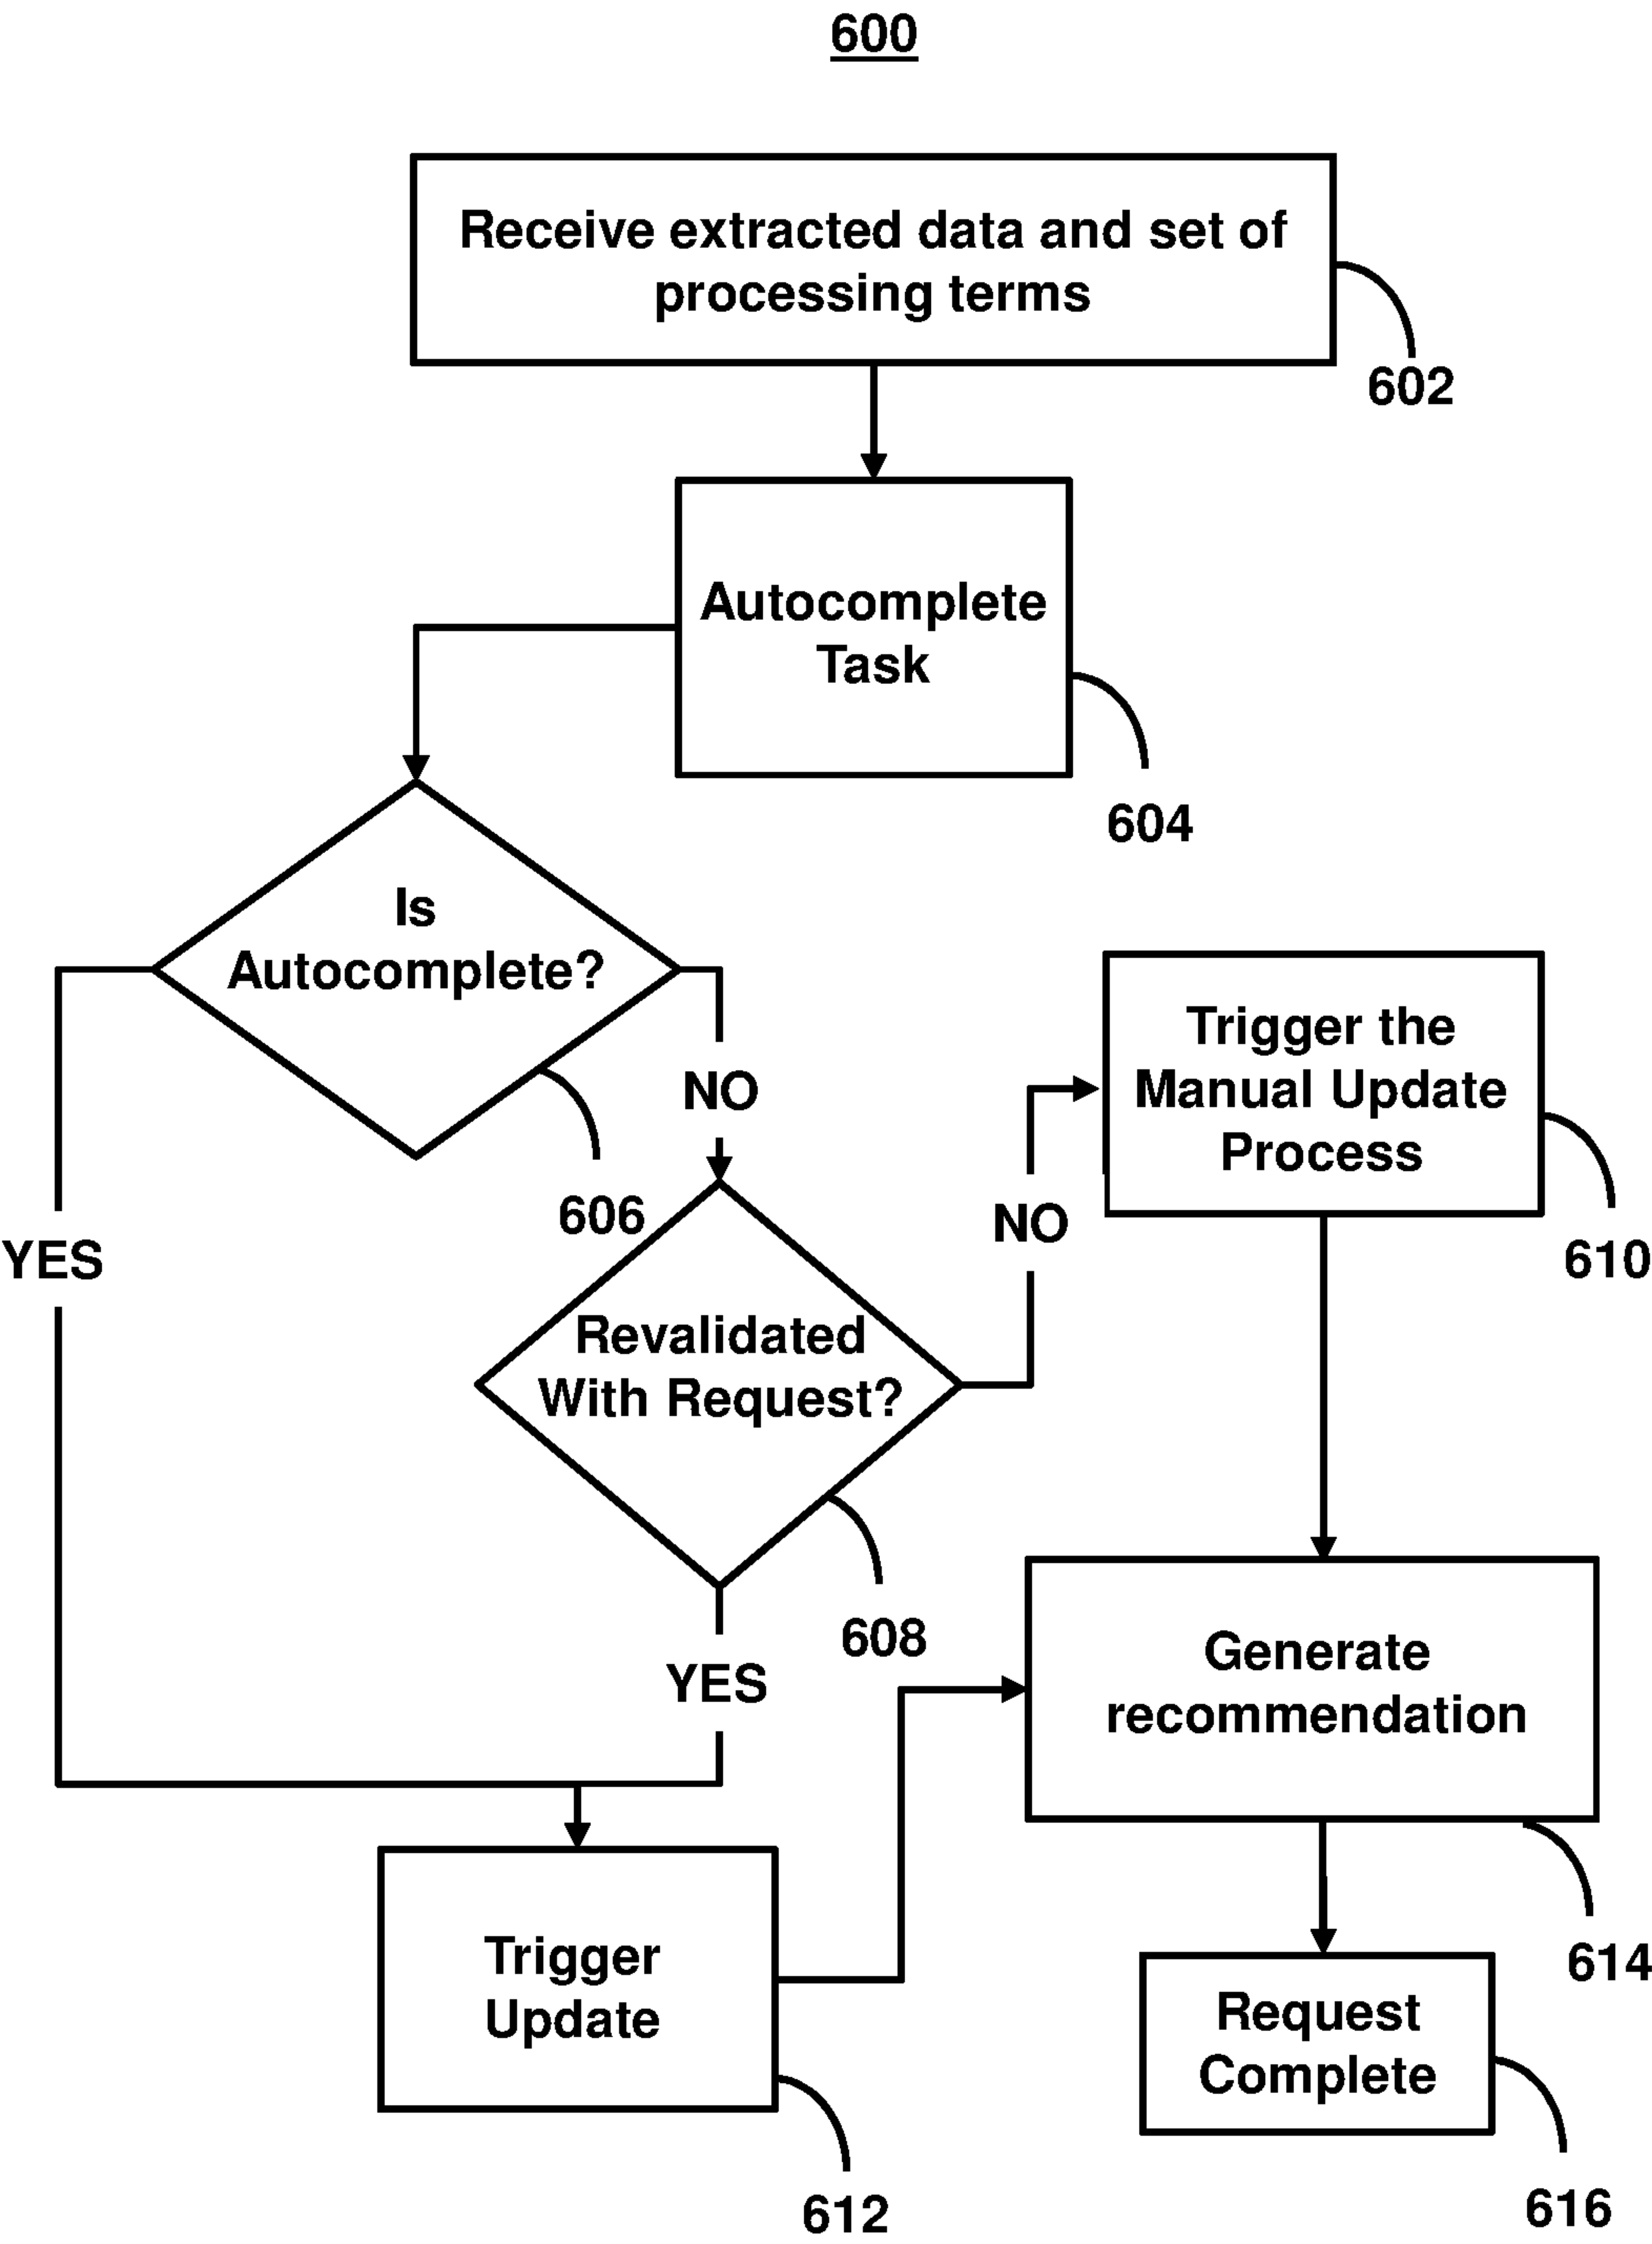 600
Receive extracted data and set of
processing terms
602
Autocomplete
Task
604
Is
Autocomplete?
606
YES
NO
Revalidated
With Request?
608
NO
Trigger the
Manual Update
Process
610
YES
Generate
recommendation
614
Trigger
Update
612
Request
Complete
616